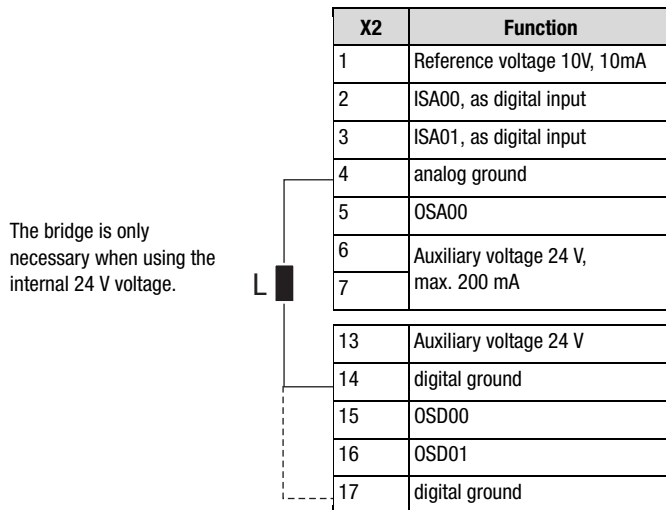 X2 Function
1 Reference voltage 10V, 10mA
2 ISA00, as digital input
3 ISA01, as digital input
4 analog ground
5 OSA00
6 Auxiliary voltage 24 V,
7 max. 200 mA
The bridge is only
necessary when using the
internal 24 V voltage.
L
13 Auxiliary voltage 24 V
14 digital ground
15 OSD00
16 OSD01
17 digital ground